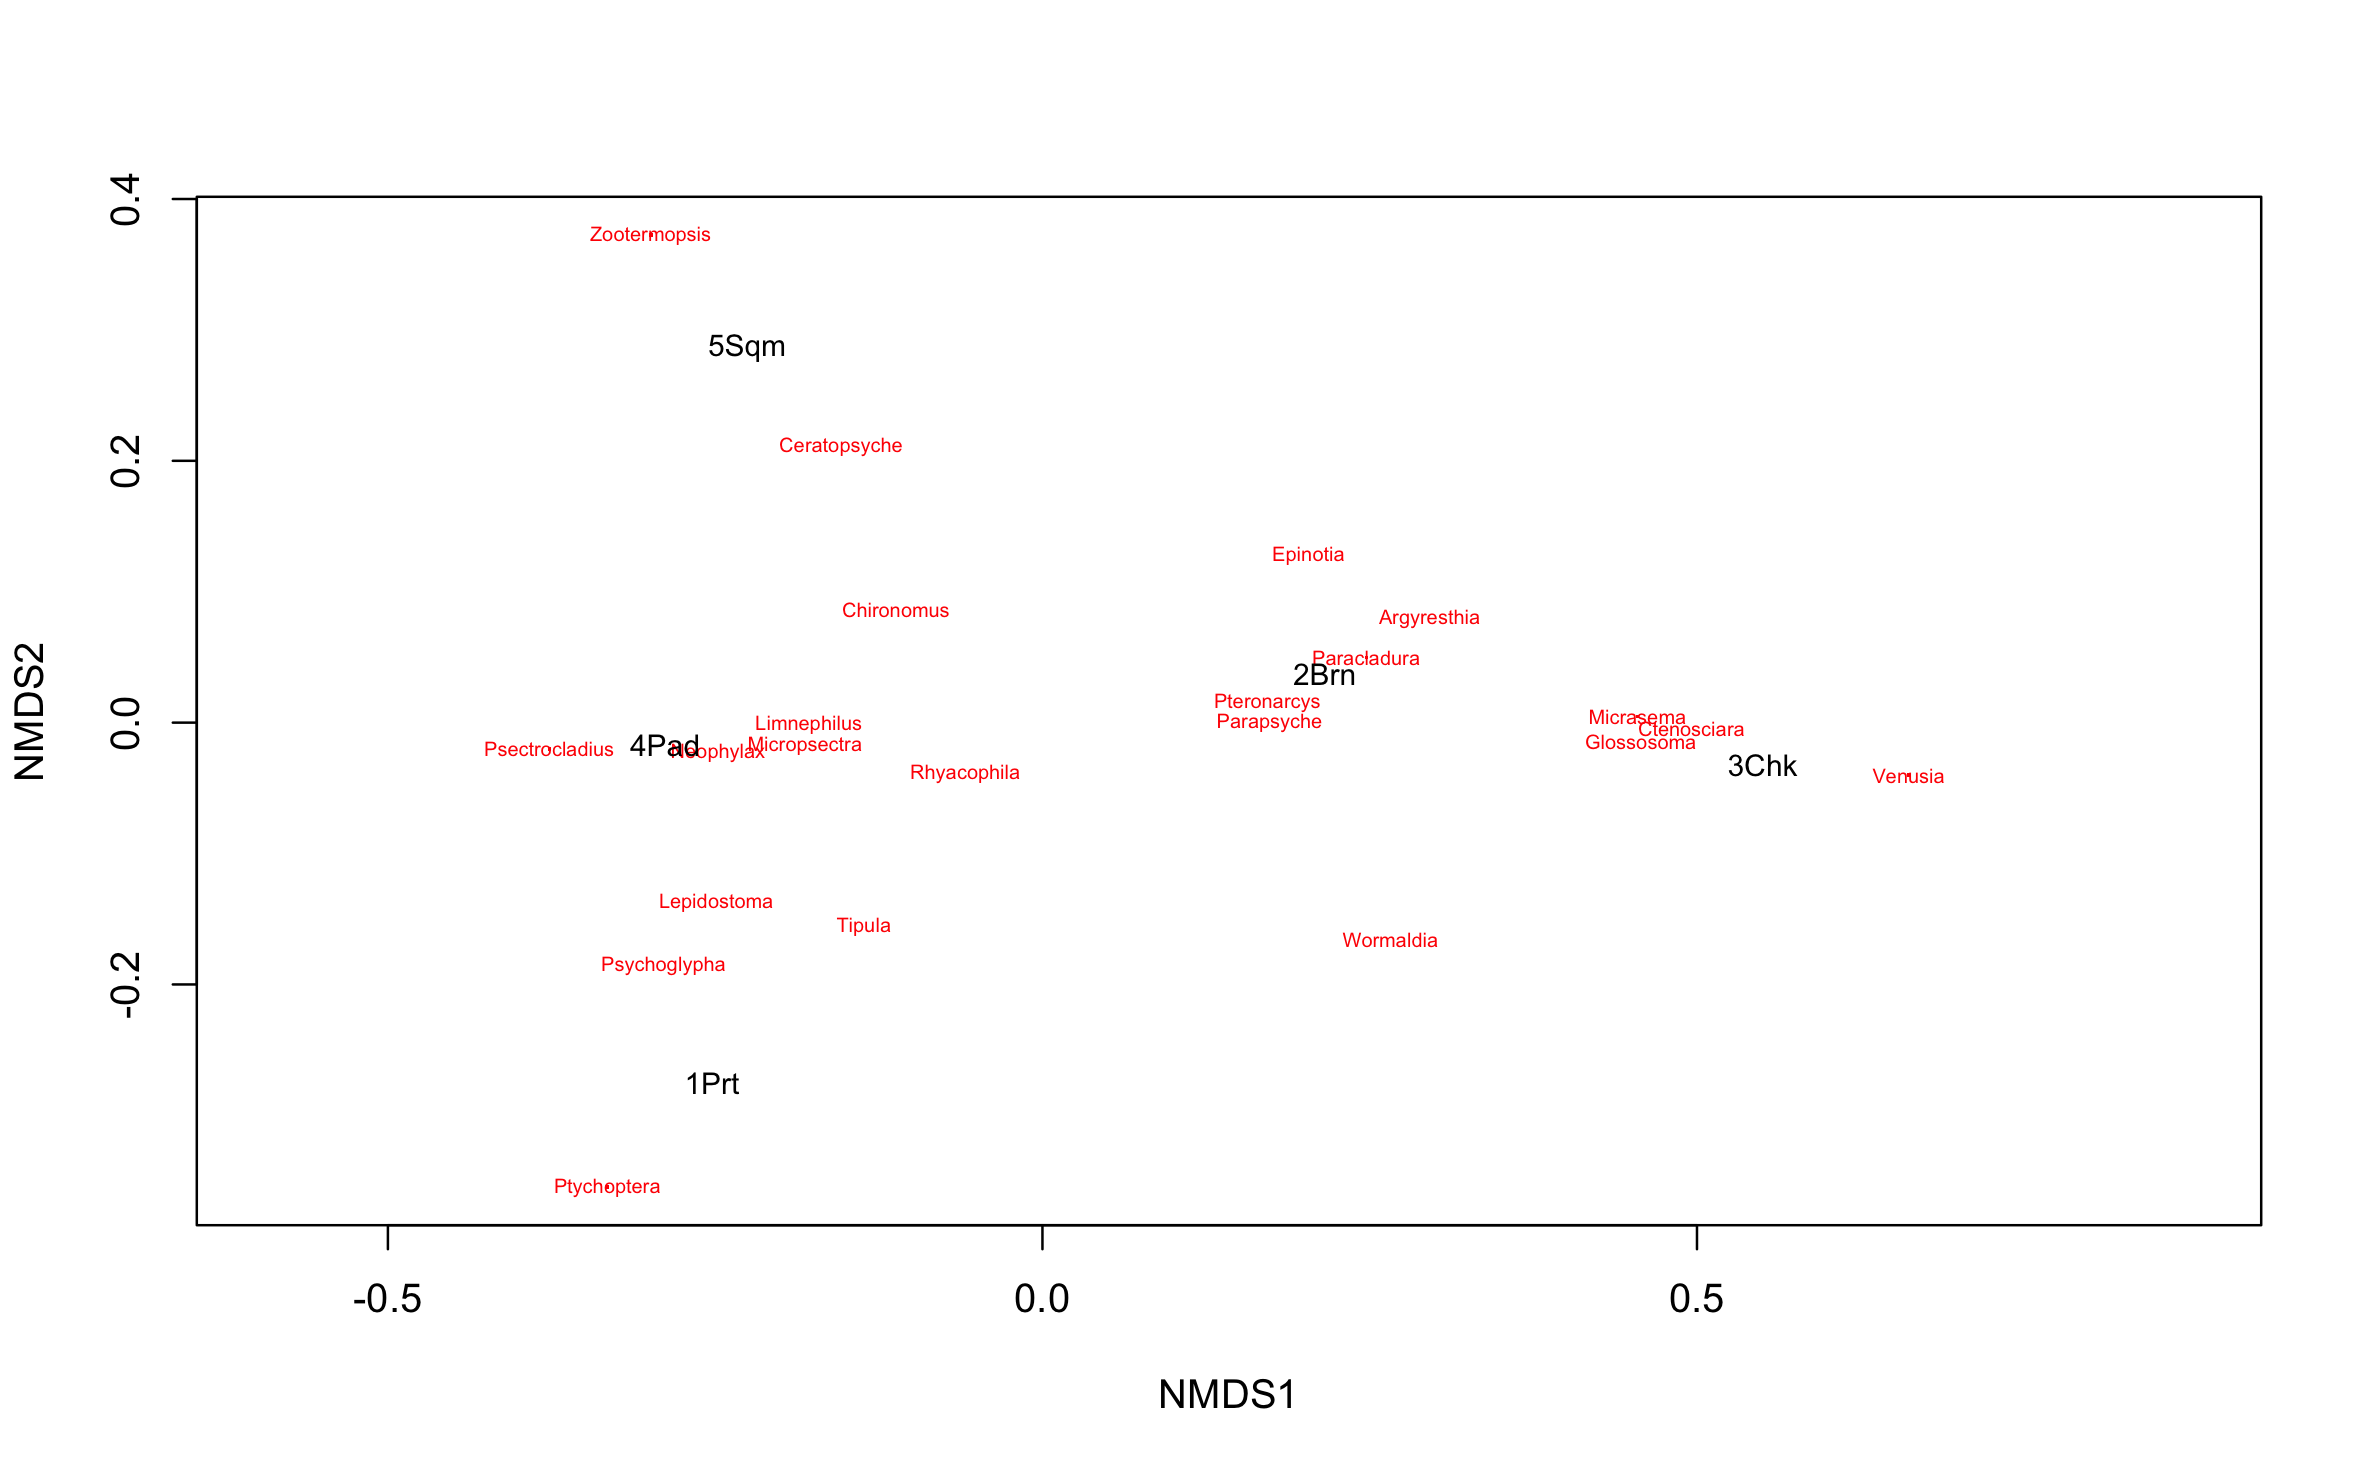 0.4
Zootermopsis
5Sqm
0.2
Ceratopsyche
Epinotia
Chironomus
Argyresthia
Paracladura
2Brn
Pteronarcys
Parapsyche
NMDS2
0.0
Limnephilus
Micrasema
Ctenosciara
Glossosoma
Psectrocladius
4Pad
Neophylax
Micropsectra
3Chk
Rhyacophila
Venusia
Lepidostoma
Tipula
Wormaldia
Psychoglypha
-0.2
1Prt
Ptychoptera
-0.5 0.0 0.5
NMDS1